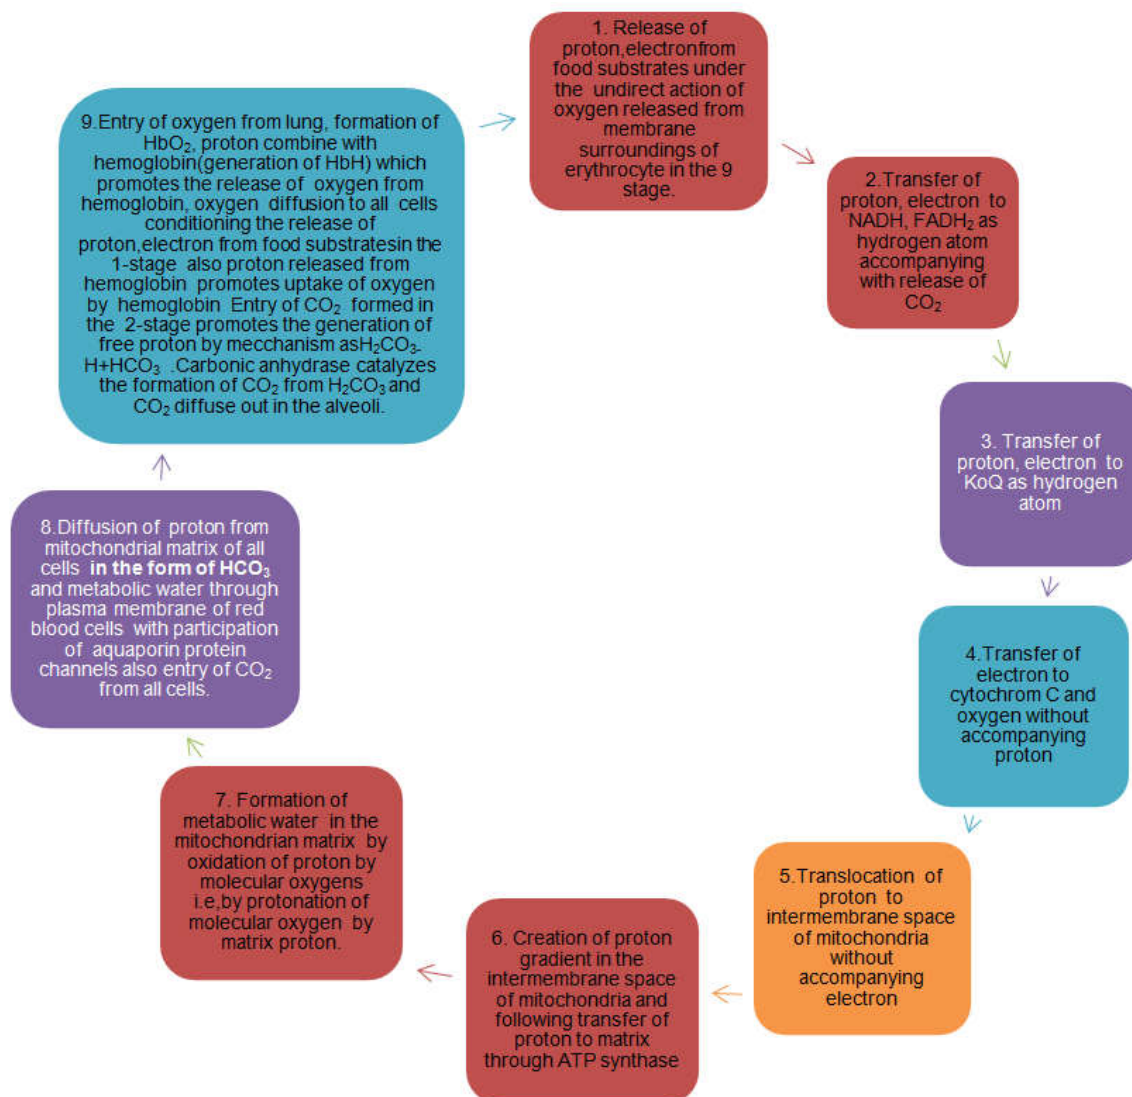 1. Release of
proton,electronfrom
food substrates under
the undirect action of
oxygen released from
membrane
surroundings of
erythrocyte in the 9
stage.
2.Transfer of
proton, electron to
NADH, FADH₂ as
hydrogen atom
accompanying
with release of
CO₂
3. Transfer of
proton, electron to
KoQ as hydrogen
atom
4.Transfer of
electron to
cytochrom C and
oxygen without
accompanying
proton
5.Translocation of
proton to
intermembrane space
of mitochondria
without
accompanying
electron
6. Creation of proton
gradient in the
intermembrane space
of mitochondria and
following transfer of
proton to matrix
through ATP synthase
7. Formation of
metabolic water in the
mitochondrian matrix by
oxidation of proton by
molecular oxygens
i.e,by protonation of
molecular oxygen by
matrix proton.
8.Diffusion of proton from
mitochondrial matrix of all
cells in the form of HCO₃
and metabolic water through
plasma membrane of red
blood cells with participation
of aquaporin protein
channels also entry of CO₂
from all cells.
9.Entry of oxygen from lung, formation of
HbO₂, proton combine with
hemoglobin(generation of HbH) which
promotes the release of oxygen from
hemoglobin, oxygen diffusion to all cells
conditioning the release of
proton,electron from food substratesin the
1-stage also proton released from
hemoglobin promotes uptake of oxygen
by hemoglobin Entry of CO₂ formed in
the 2-stage promotes the generation of
free proton by mecchanism asH₂CO₃-
H+HCO₃ .Carbonic anhydrase catalyzes
the formation of CO₂ from H₂CO₃ and
CO₂ diffuse out in the alveoli.